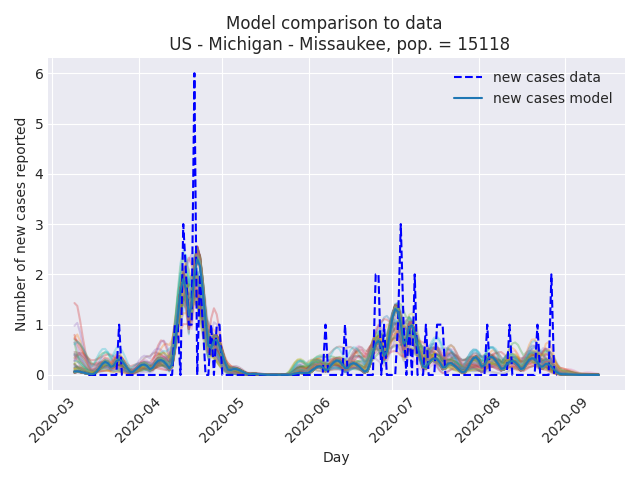 Model comparison to data
US - Michigan - Missaukee, pop. = 15118
new cases data
new cases model
Number of new cases reported
6
5
4
3
2
1
0
2020-03
2020-04
2020-05
2020-06
2020-07
2020-08
2020-09
Day